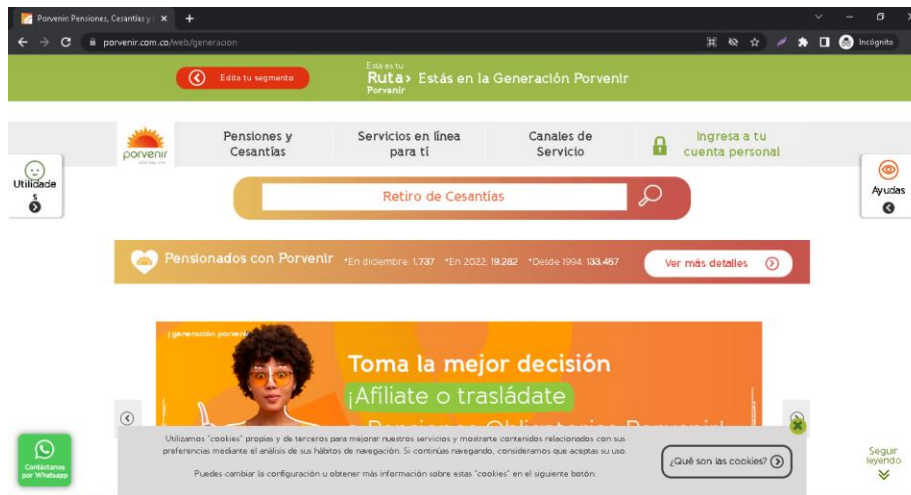 Porvenir: Pensiones, Cesantías y
porvenir.com.co/web/generacion
Incógnito
Edita tu segmento
Esta es tu
Ruta> Estás en la Generación Porvenir
Porvenir
porvenir
Pensiones y
Cesantías
Servicios en línea
para tí
Canales de
Servicio
Ingresa a tu
cuenta personal
Utilidade
s
Ayudas
Retiro de Cesantías
Pensionados con Porvenir
*En diciembre: 1.737 *En 2022: 19.282 *Desde 1994: 133.467
Ver más detalles
generación porvenir
Toma la mejor decisión
¡Afíliate o trasládate
Utilizamos "cookies" propias y de terceros para mejorar nuestros servicios y mostrarte contenidos relacionados con sus
preferencias mediante el análisis de sus hábitos de navegación. Si continúas navegando, consideramos que aceptas su uso.
Puedes cambiar la configuración u obtener más información sobre estas "cookies" en el siguiente botón:
¿Qué son las cookies?
Contáctanos
por Whatsapp
Seguir
leyendo